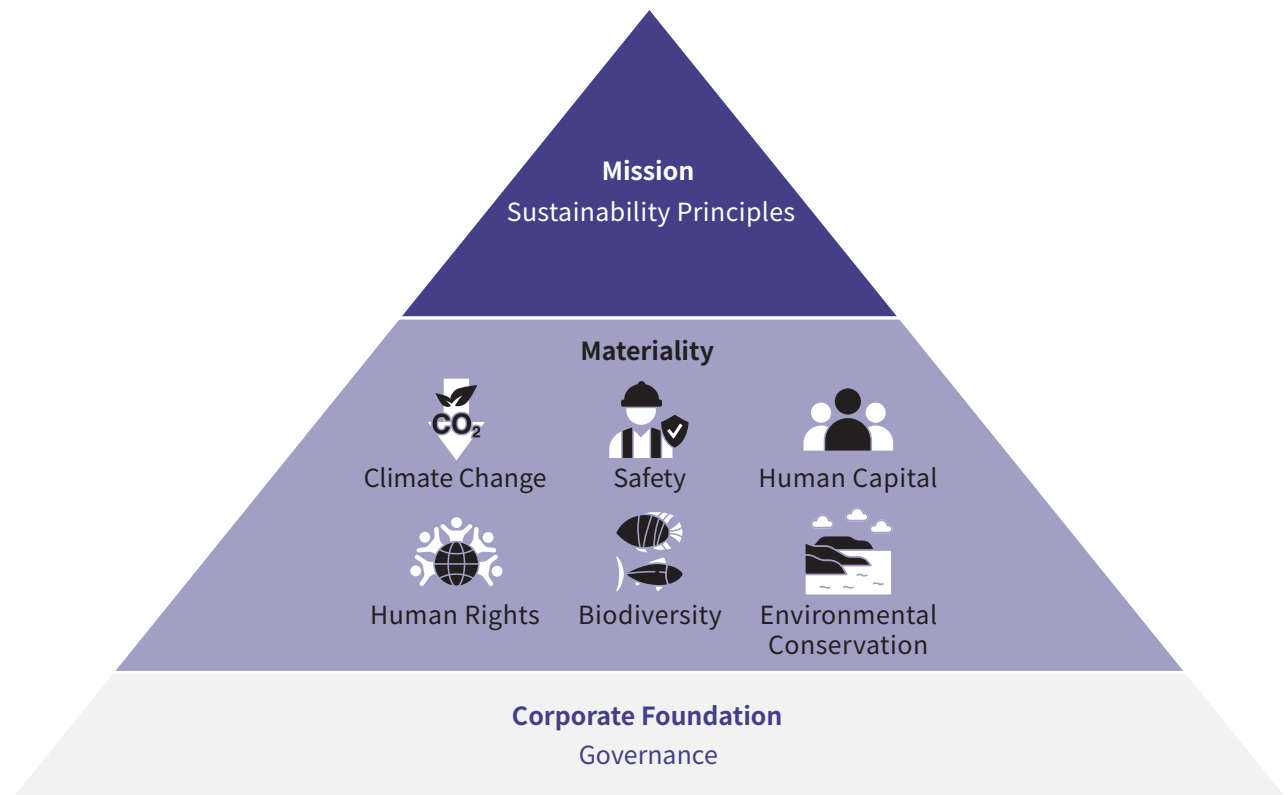 Mission
Sustainability Principles
Materiality
CO₂
Climate Change
Safety
Human Capital
Human Rights
Biodiversity
Environmental
Conservation
Corporate Foundation
Governance